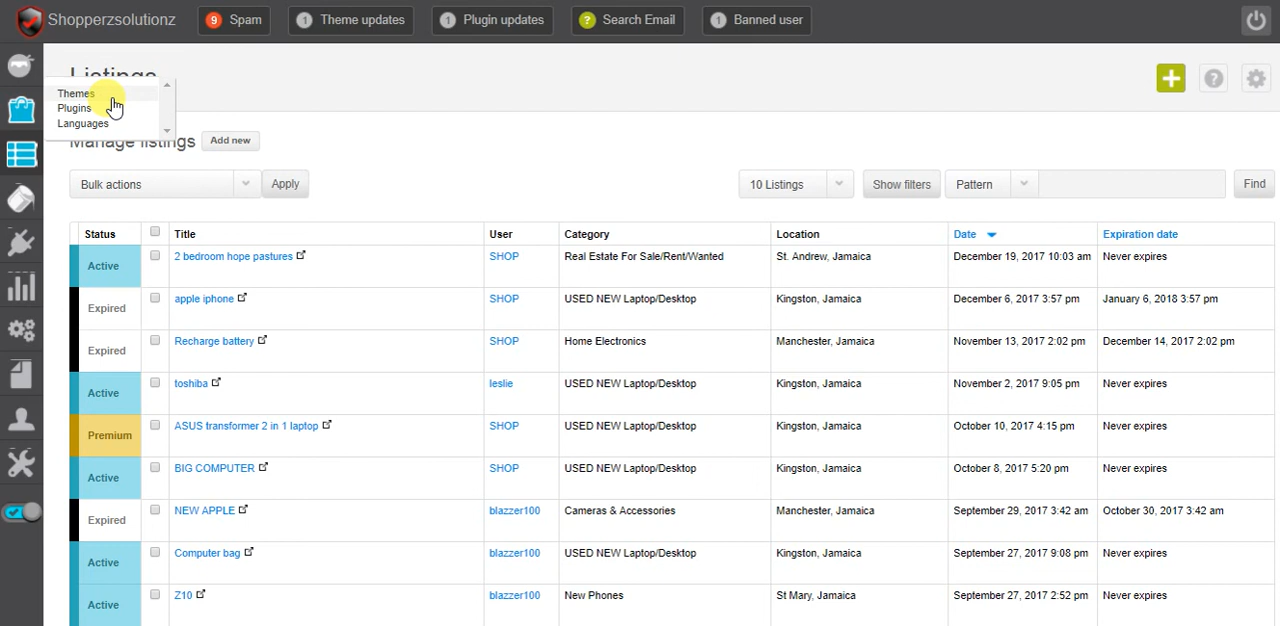 Shopperzsolutionz 9 Spam 1 Theme updates 1 Plugin updates ? Search Email 1 Banned user
Listings
Themes
Plugins
Languages
Manage listings Add new
Bulk actions Apply 10 Listings Show filters Pattern Find
Status Title User Category Location Date Expiration date
Active 2 bedroom hope pastures SHOP Real Estate For Sale/Rent/Wanted St. Andrew, Jamaica December 19, 2017 10:03 am Never expires
Expired apple iphone SHOP USED NEW Laptop/Desktop Kingston, Jamaica December 6, 2017 3:57 pm January 6, 2018 3:57 pm
Expired Recharge battery SHOP Home Electronics Manchester, Jamaica November 13, 2017 2:02 pm December 14, 2017 2:02 pm
Active toshiba leslie USED NEW Laptop/Desktop Kingston, Jamaica November 2, 2017 9:05 pm Never expires
Premium ASUS transformer 2 in 1 laptop SHOP USED NEW Laptop/Desktop Kingston, Jamaica October 10, 2017 4:15 pm Never expires
Active BIG COMPUTER SHOP USED NEW Laptop/Desktop Kingston, Jamaica October 8, 2017 5:20 pm Never expires
Expired NEW APPLE blazzer100 Cameras & Accessories Manchester, Jamaica September 29, 2017 3:42 am October 30, 2017 3:42 am
Active Computer bag blazzer100 USED NEW Laptop/Desktop Kingston, Jamaica September 27, 2017 9:08 pm Never expires
Active Z10 blazzer100 New Phones St Mary, Jamaica September 27, 2017 2:52 pm Never expires